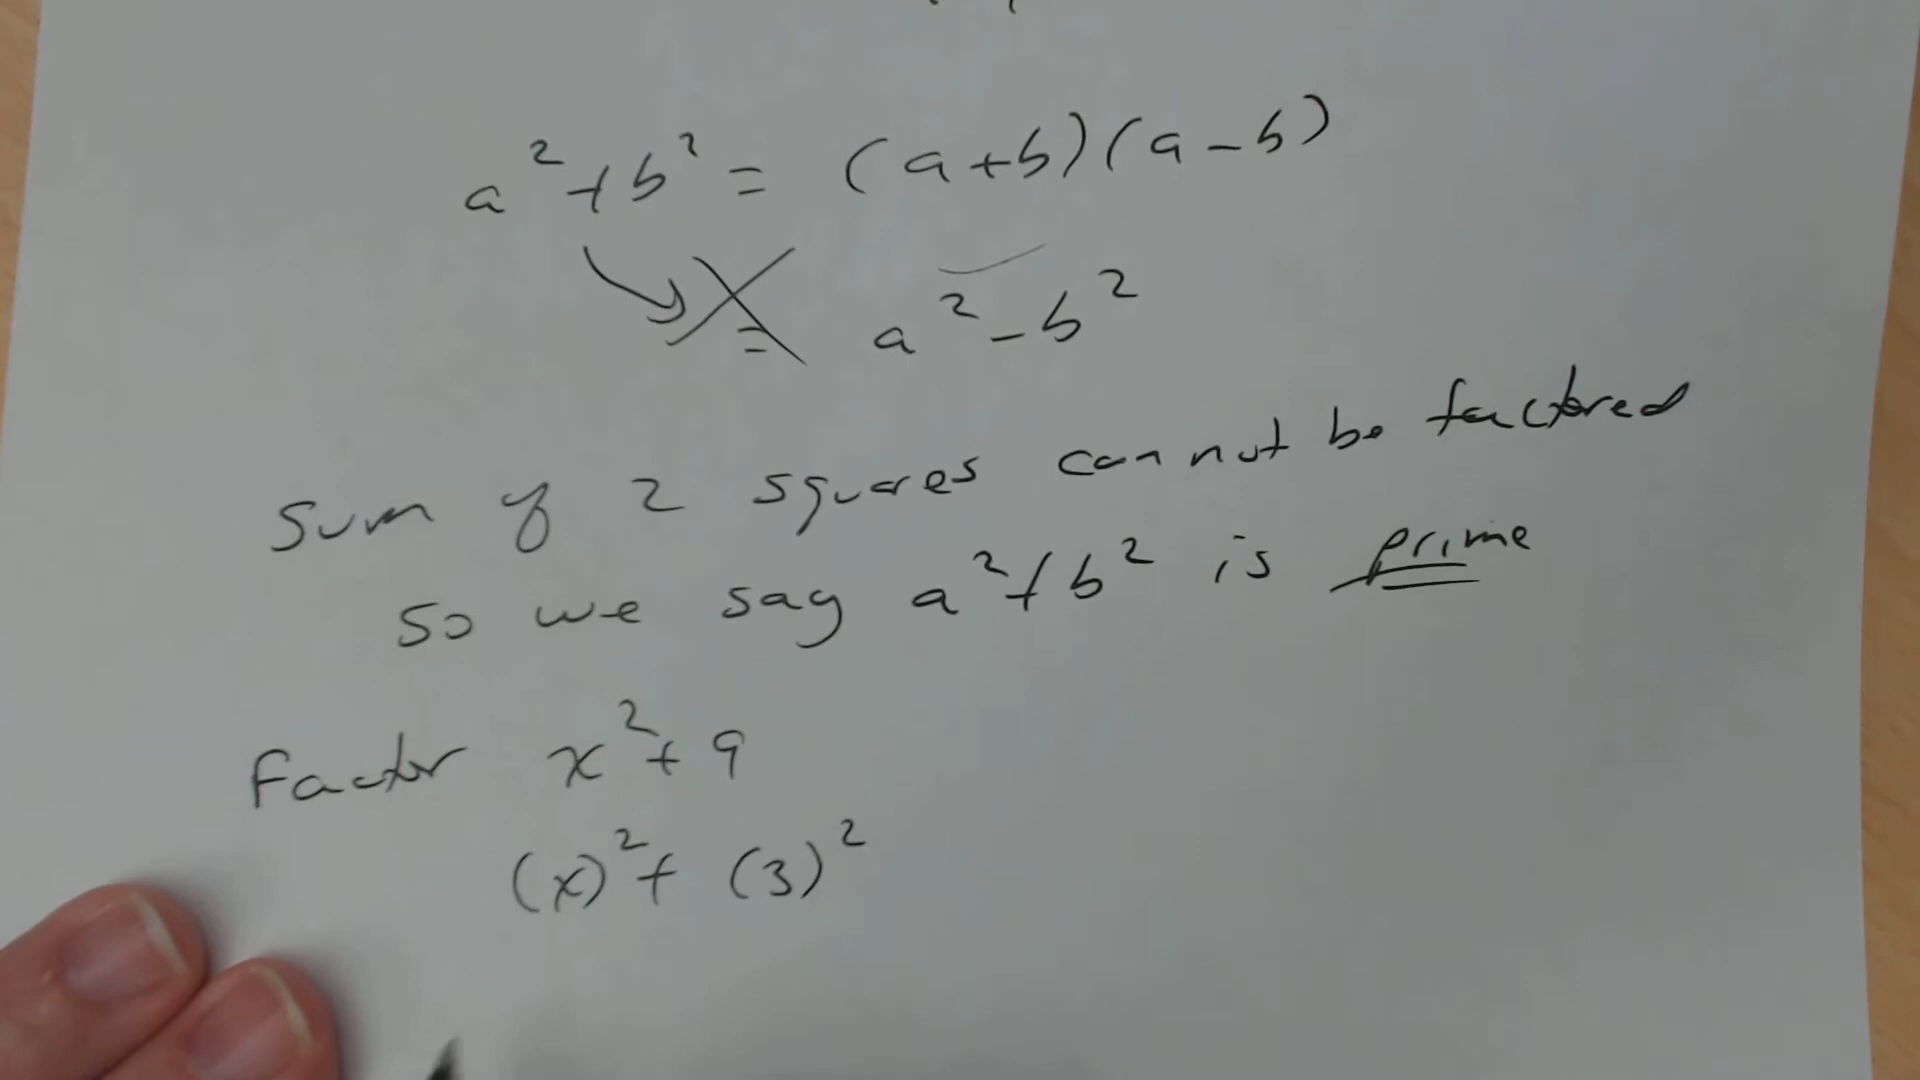 a² + b² = (a+b)(a-b)
= a² - b²
Sum of 2 squares cannot be factored
So we say a² + b² is prime
Factor x² + 9
(x)² + (3)²